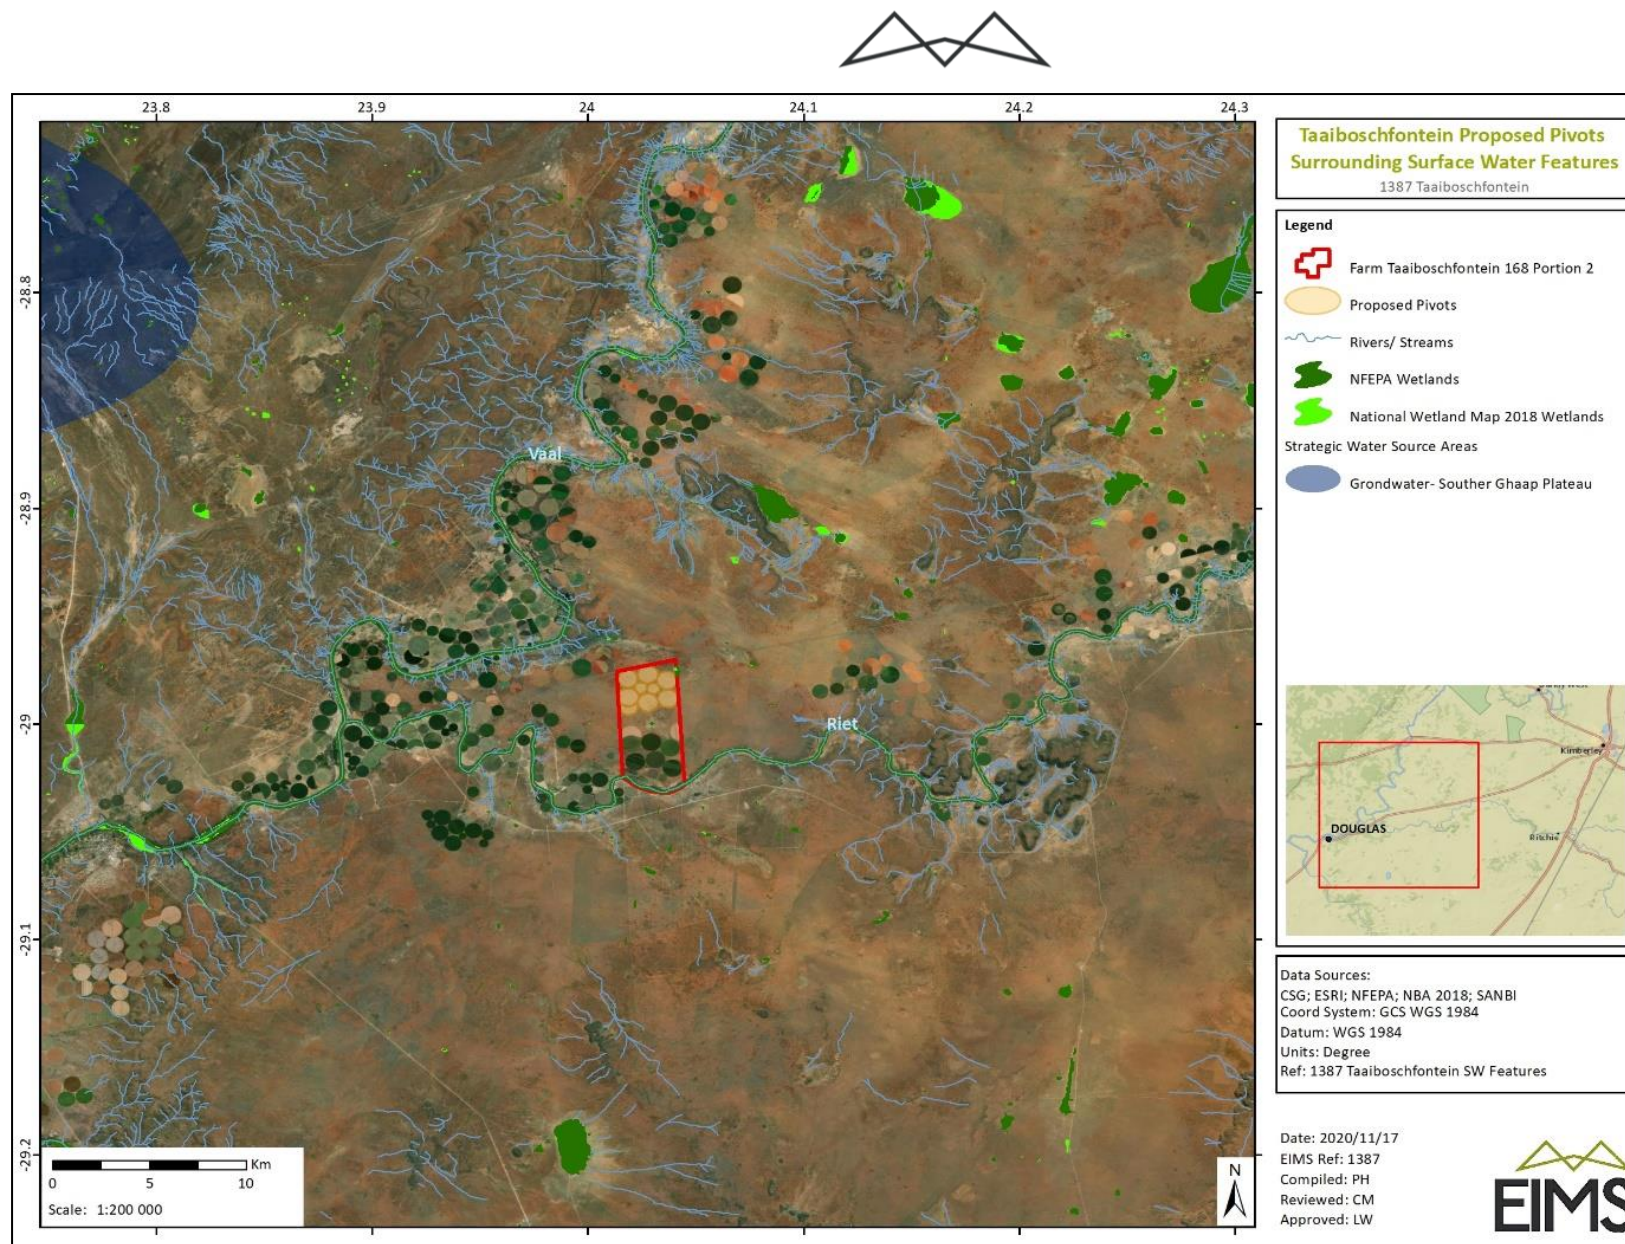 23.8
23.9
24
24.1
24.2
24.3
-28.8
-28.9
-29
-29.1
-29.2
Vaal
Riet
0
5
10
Km
Scale: 1:200 000
N
Taaiboschfontein Proposed Pivots
Surrounding Surface Water Features
1387 Taaiboschfontein
Legend
Farm Taaiboschfontein 168 Portion 2
Proposed Pivots
Rivers/ Streams
NFEPA Wetlands
National Wetland Map 2018 Wetlands
Strategic Water Source Areas
Grondwater- Souther Ghaap Plateau
Kimberley
DOUGLAS
Ritchie
Data Sources:
CSG; ESRI; NFEPA; NBA 2018; SANBI
Coord System: GCS WGS 1984
Datum: WGS 1984
Units: Degree
Ref: 1387 Taaiboschfontein SW Features
Date: 2020/11/17
EIMS Ref: 1387
Compiled: PH
Reviewed: CM
Approved: LW
EIMS